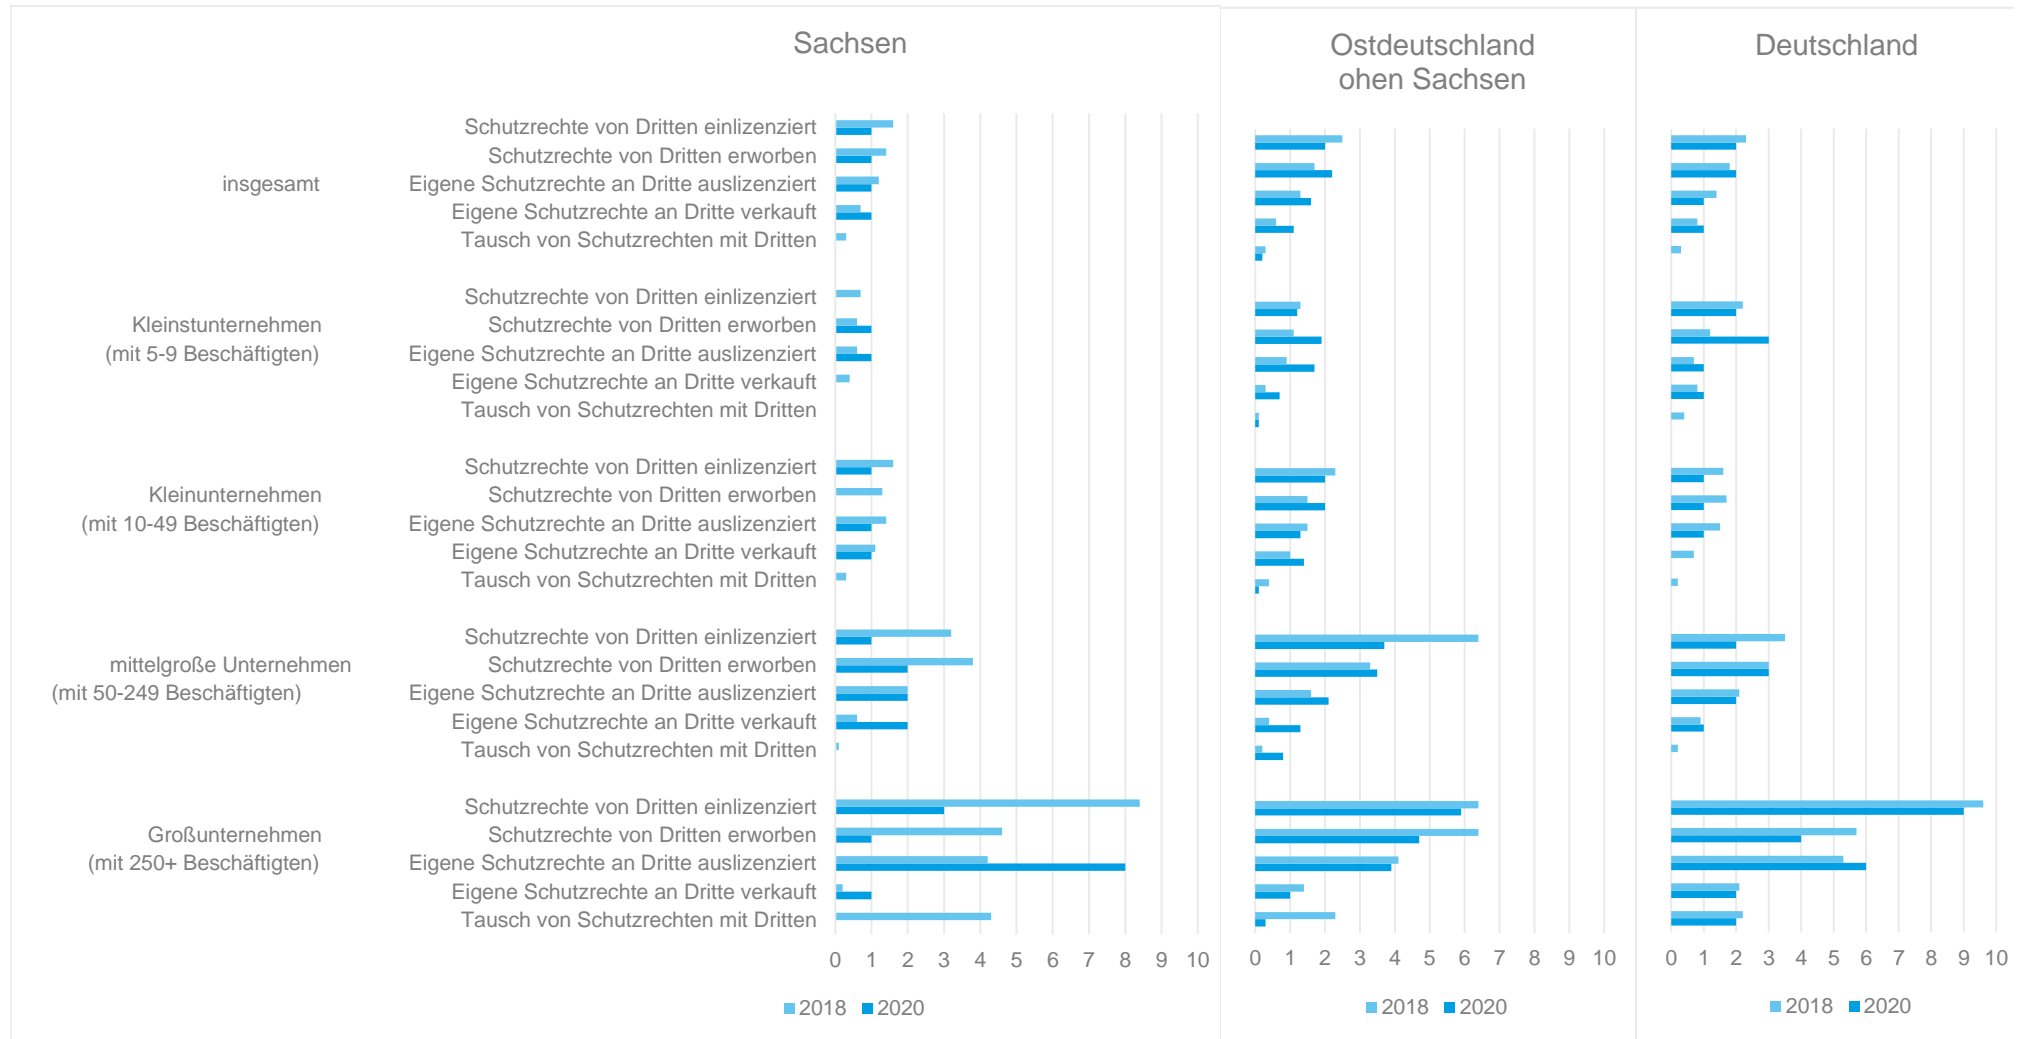 Sachsen
Schutzrechte von Dritten einlizenziert
Schutzrechte von Dritten erworben
insgesamt
Eigene Schutzrechte an Dritte auslizenziert
Eigene Schutzrechte an Dritte verkauft
Tausch von Schutzrechten mit Dritten
Schutzrechte von Dritten einlizenziert
Kleinstunternehmen
(mit 5-9 Beschäftigten)
Schutzrechte von Dritten erworben
Eigene Schutzrechte an Dritte auslizenziert
Eigene Schutzrechte an Dritte verkauft
Tausch von Schutzrechten mit Dritten
Schutzrechte von Dritten einlizenziert
Kleinunternehmen
(mit 10-49 Beschäftigten)
Schutzrechte von Dritten erworben
Eigene Schutzrechte an Dritte auslizenziert
Eigene Schutzrechte an Dritte verkauft
Tausch von Schutzrechten mit Dritten
Schutzrechte von Dritten einlizenziert
mittelgroße Unternehmen
(mit 50-249 Beschäftigten)
Schutzrechte von Dritten erworben
Eigene Schutzrechte an Dritte auslizenziert
Eigene Schutzrechte an Dritte verkauft
Tausch von Schutzrechten mit Dritten
Schutzrechte von Dritten einlizenziert
Großunternehmen
(mit 250+ Beschäftigten)
Schutzrechte von Dritten erworben
Eigene Schutzrechte an Dritte auslizenziert
Eigene Schutzrechte an Dritte verkauft
Tausch von Schutzrechten mit Dritten
0 1 2 3 4 5 6 7 8 9 10
2018 2020
Ostdeutschland
ohen Sachsen
0 1 2 3 4 5 6 7 8 9 10
2018 2020
Deutschland
0 1 2 3 4 5 6 7 8 9 10
2018 2020